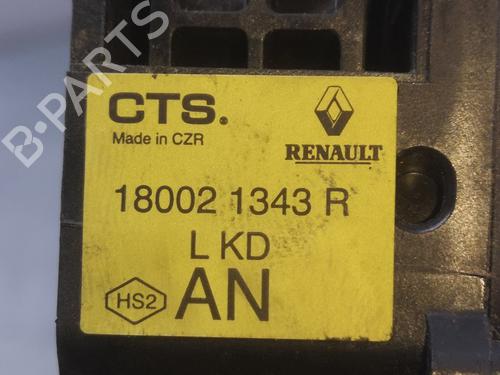 B-PARTS
CTS.
Made in CZR
RENAULT
18002 1343 R
L KD
HS2
AN